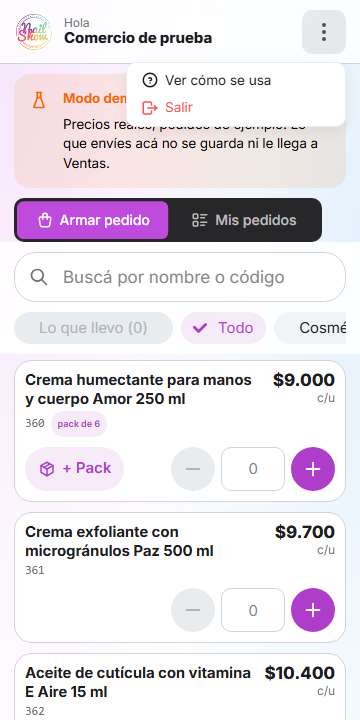 Nail
Show
Hola
Comercio de prueba
Ver cómo se usa
Salir
Modo
Precios reales, pedidos de ejemplo. Lo
que envíes acá no se guarda ni le llega a
Ventas.
Armar pedido
Mis pedidos
Buscá por nombre o código
Lo que llevo (0)
Todo
Cosmé
Crema humectante para manos
y cuerpo Amor 250 ml
$9.000
c/u
360
pack de 6
+ Pack
0
Crema exfoliante con
microgránulos Paz 500 ml
$9.700
c/u
361
0
Aceite de cutícula con vitamina
E Aire 15 ml
$10.400
c/u
362